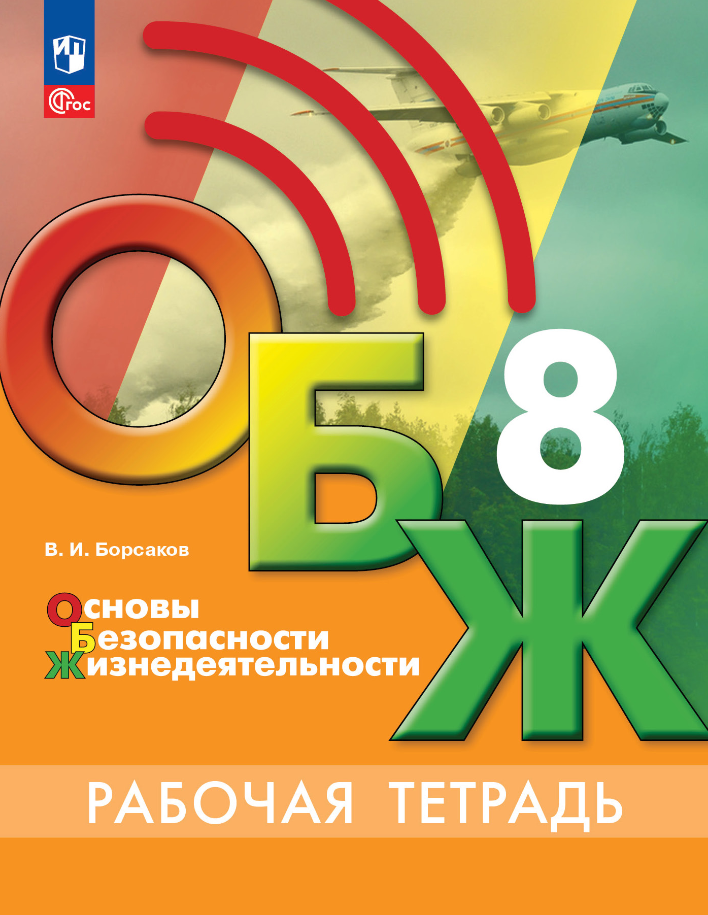 ФГОС
ОБЖ
8
В. И. Борсаков
Основы
Безопасности
Жизнедеятельности
РАБОЧАЯ ТЕТРАДЬ